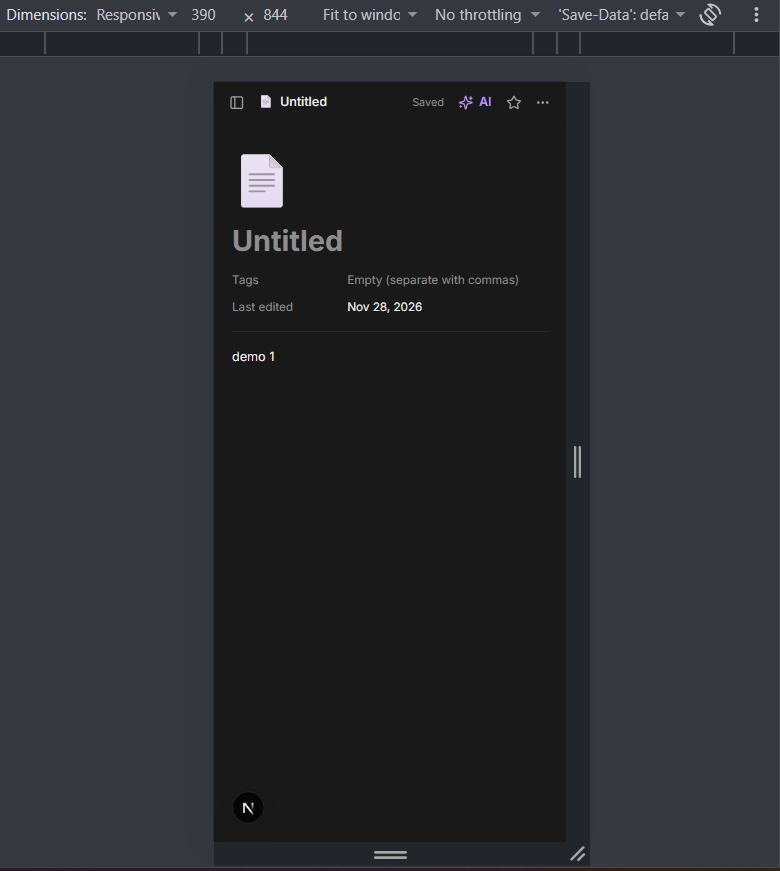 Dimensions: Responsiv 390 × 844 Fit to windo No throttling 'Save-Data': defa
Untitled Saved AI
Untitled
Tags Empty (separate with commas)
Last edited Nov 28, 2026
demo 1
N